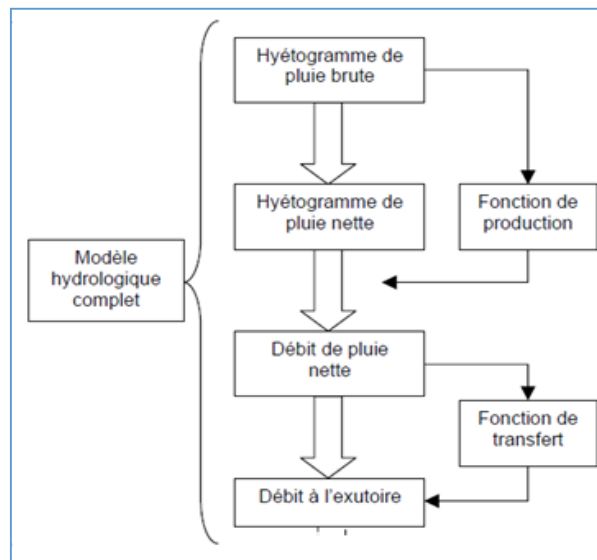 Hyétogramme de
pluie brute
Hyétogramme de
pluie nette
Fonction de
production
Modèle
hydrologique
complet
Débit de pluie
nette
Fonction de
transfert
Débit à l'exutoire